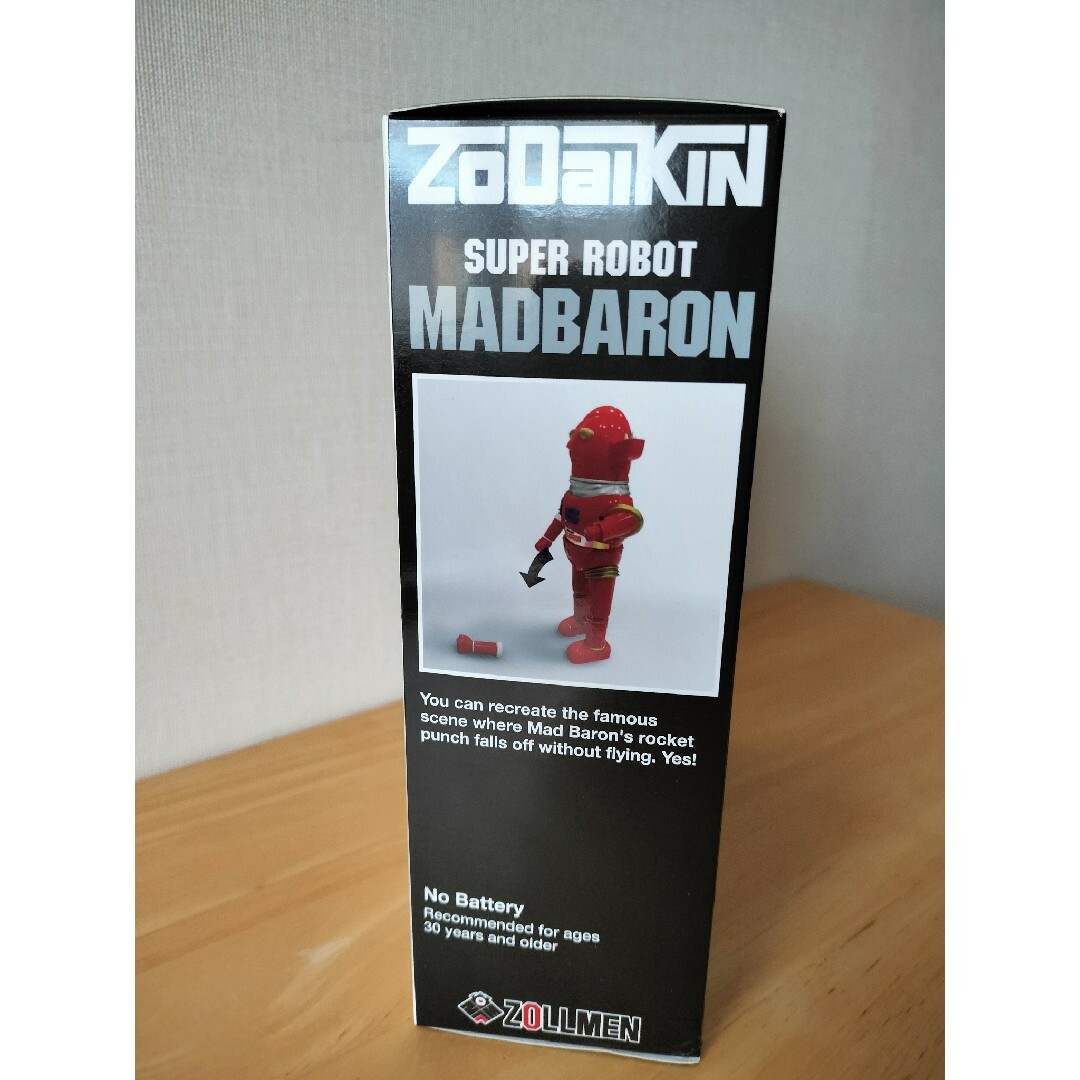 ZODAIKIN
SUPER ROBOT
MADBARON
You can recreate the famous
scene where Mad Baron's rocket
punch falls off without flying. Yes!
No Battery
Recommended for ages
30 years and older
ZOLLMEN